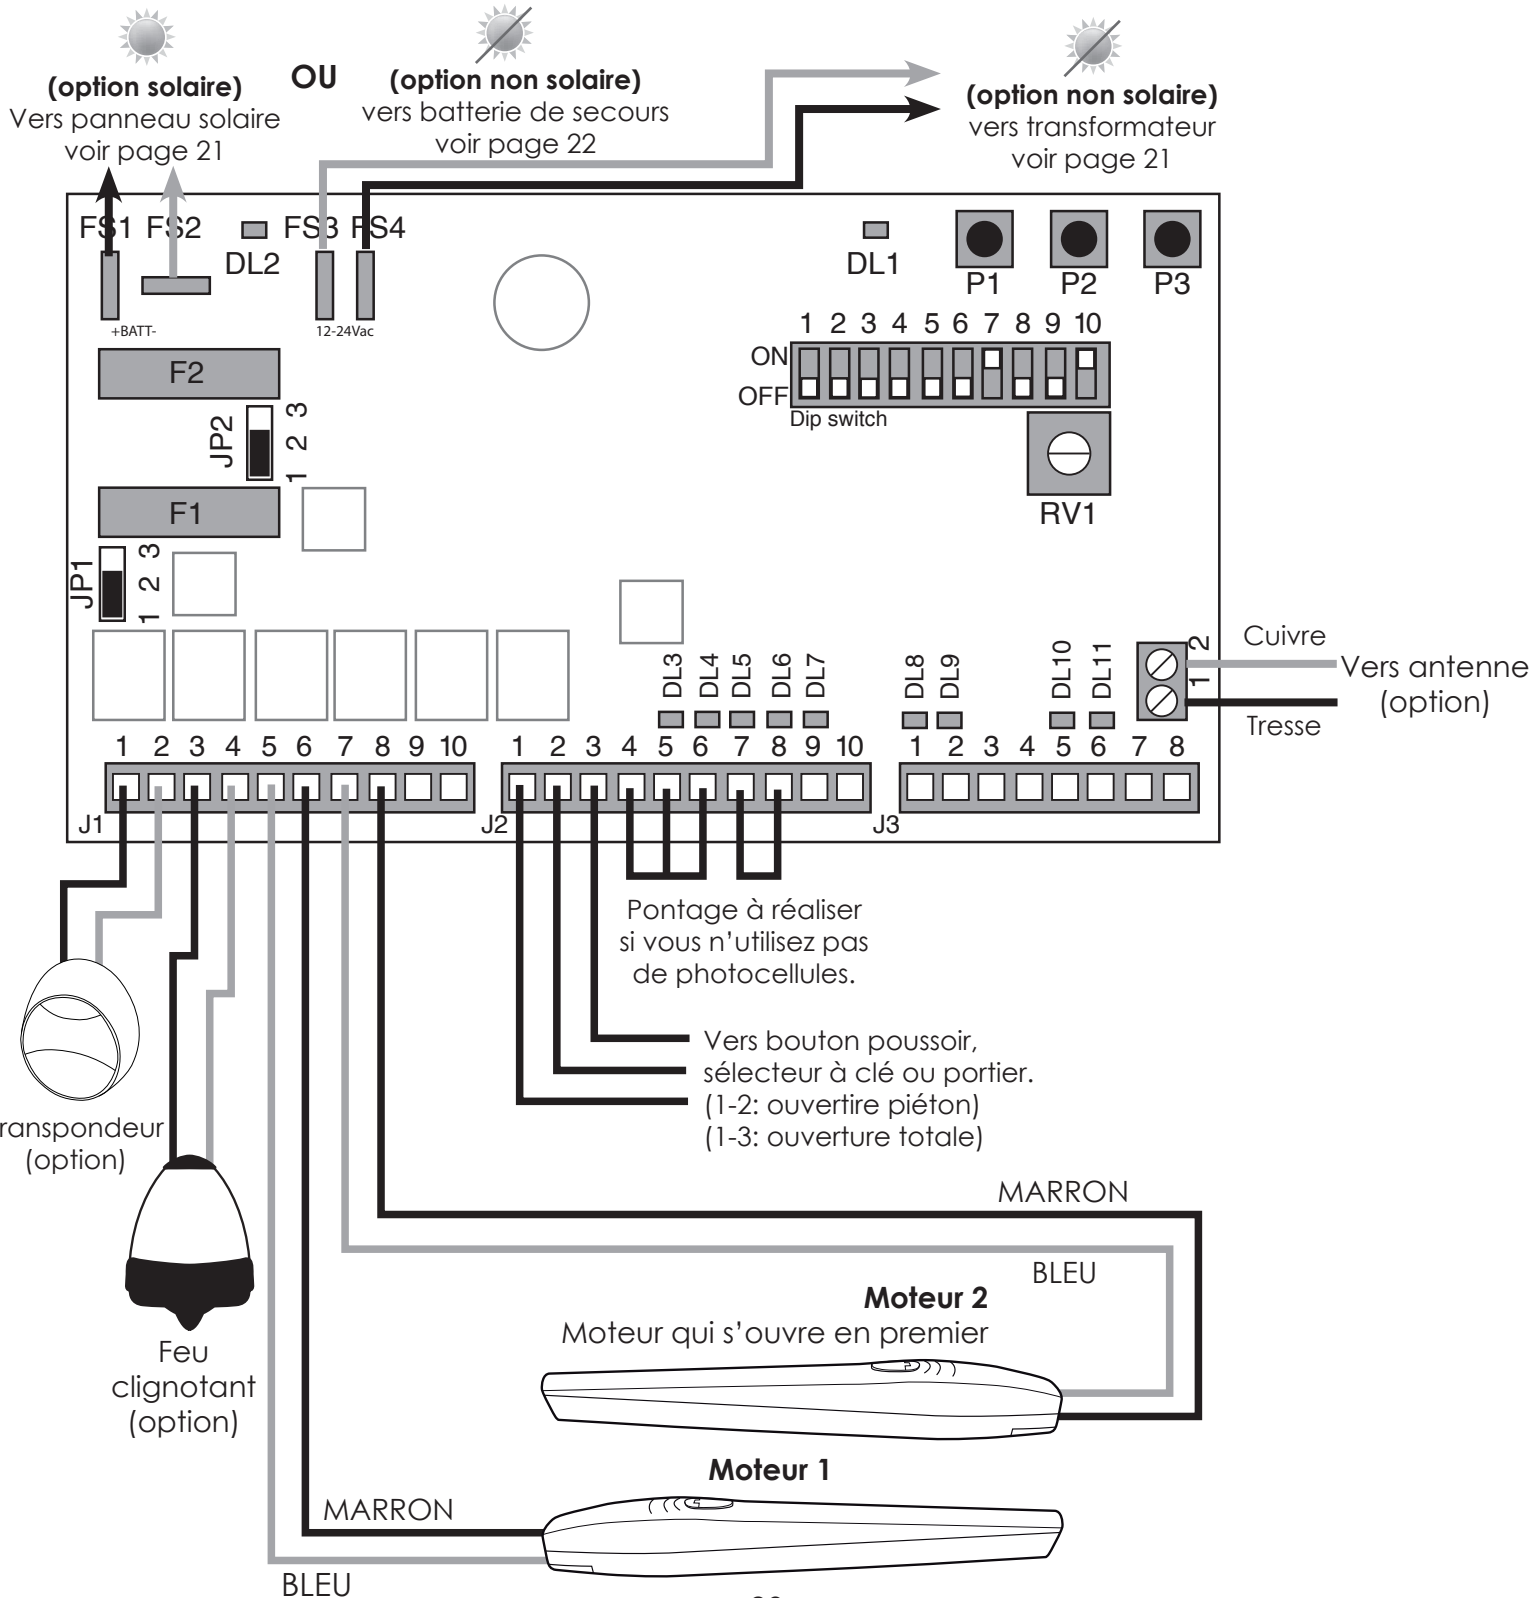 (option solaire)
Vers panneau solaire
voir page 21
OU
(option non solaire)
vers batterie de secours
voir page 22
(option non solaire)
vers transformateur
voir page 21
FS1 FS2
DL2
FS3 FS4
DL1
P1 P2 P3
+BATT-
12-24Vac
1 2 3 4 5 6 7 8 9 10
ON
OFF
Dip switch
F2
JP2
1 2 3
F1
RV1
JP1
1 2 3
DL3 DL4 DL5 DL6 DL7
DL8 DL9
DL10 DL11
1 2
Cuivre
Vers antenne
(option)
Tresse
1 2 3 4 5 6 7 8 9 10
1 2 3 4 5 6 7 8 9 10
1 2 3 4 5 6 7 8
J1
J2
J3
Pontage à réaliser
si vous n’utilisez pas
de photocellules.
Vers bouton poussoir,
sélecteur à clé ou portier.
(1-2: ouvertire piéton)
(1-3: ouverture totale)
ranspondeur
(option)
MARRON
BLEU
Moteur 2
Moteur qui s’ouvre en premier
Feu
clignotant
(option)
Moteur 1
MARRON
BLEU